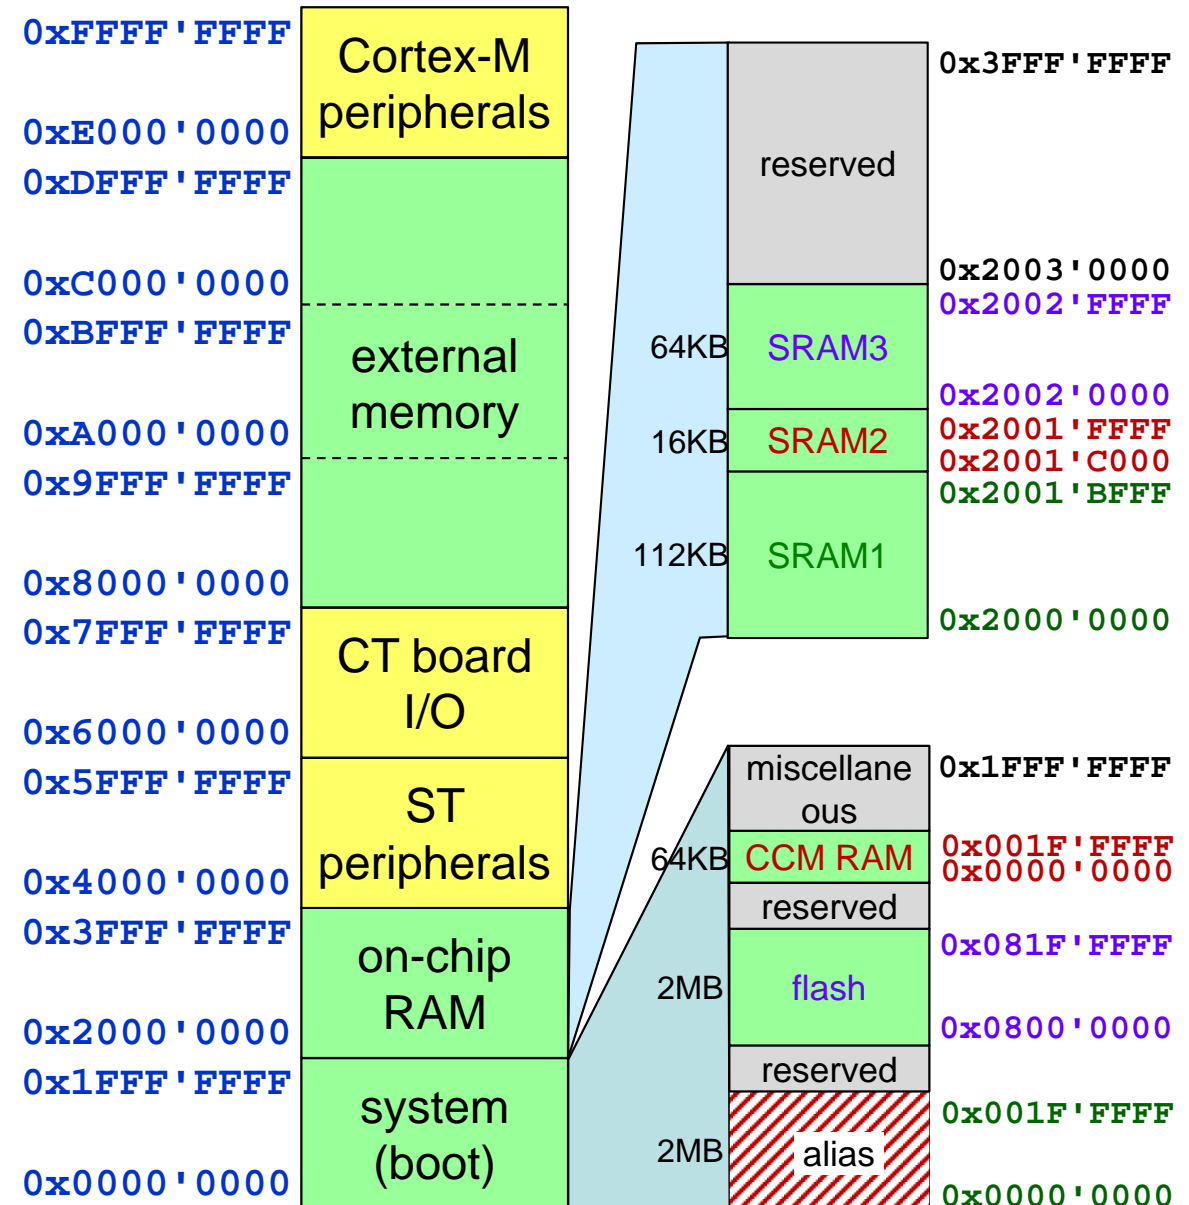 0xFFFF'FFFF
Cortex-M
peripherals
0xE000'0000
0xDFFF'FFFF
0xC000'0000
0xBFFF'FFFF
external
memory
0xA000'0000
0x9FFF'FFFF
0x8000'0000
0x7FFF'FFFF
CT board
I/O
0x6000'0000
0x5FFF'FFFF
ST
peripherals
0x4000'0000
0x3FFF'FFFF
on-chip
RAM
0x2000'0000
0x1FFF'FFFF
system
(boot)
0x0000'0000
0x3FFF'FFFF
reserved
0x2003'0000
0x2002'FFFF
64KB SRAM3
0x2002'0000
16KB SRAM2 0x2001'FFFF
0x2001'C000
0x2001'BFFF
112KB SRAM1
0x2000'0000
miscellane
ous
0x1FFF'FFFF
64KB CCM RAM 0x001F'FFFF
0x0000'0000
reserved
0x081F'FFFF
2MB flash
0x0800'0000
reserved
0x001F'FFFF
2MB alias
0x0000'0000